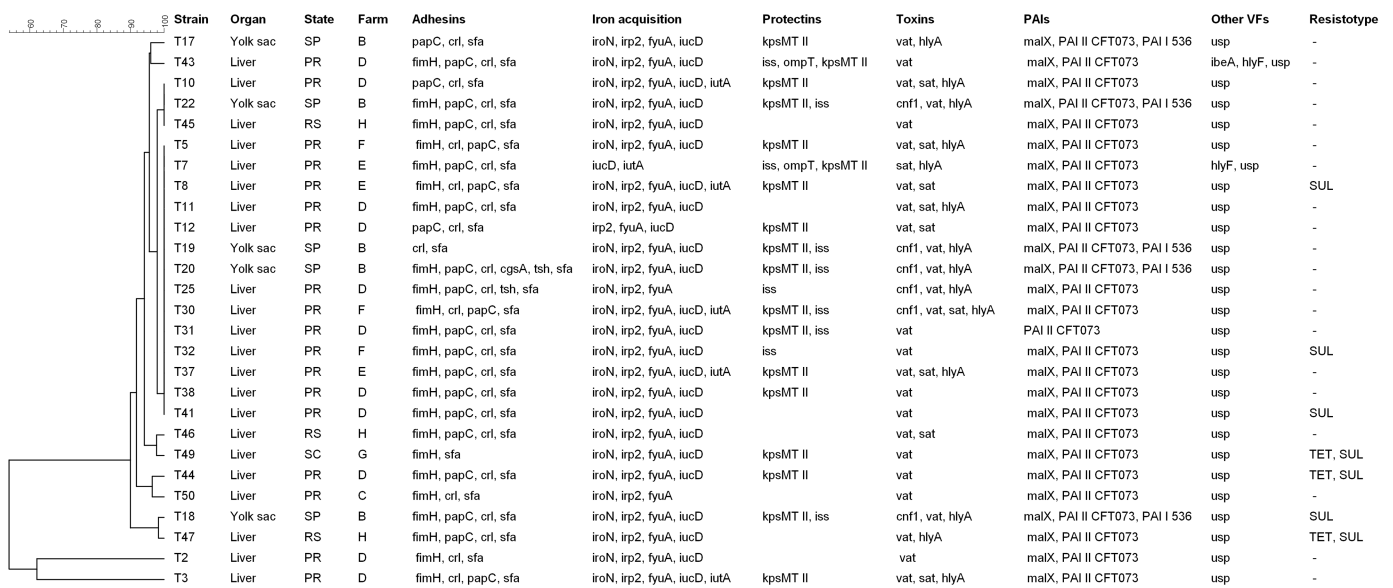 60 70 80 90 100
Strain Organ State Farm Adhesins Iron acquisition Protectins Toxins PAIs Other VFs Resistotype
T17 Yolk sac SP B papC, crl, sfa iroN, irp2, fyuA, iucD kpsMT II vat, hlyA malX, PAI II CFT073, PAI I 536 usp -
T43 Liver PR D fimH, papC, crl, sfa iroN, irp2, fyuA, iucD iss, ompT, kpsMT II vat malX, PAI II CFT073 ibeA, hlyF, usp -
T10 Liver PR D papC, crl, sfa iroN, irp2, fyuA, iucD, iutA kpsMT II vat, sat, hlyA malX, PAI II CFT073 usp -
T22 Yolk sac SP B fimH, papC, crl, sfa iroN, irp2, fyuA, iucD kpsMT II, iss cnf1, vat, hlyA malX, PAI II CFT073, PAI I 536 usp -
T45 Liver RS H fimH, papC, crl, sfa iroN, irp2, fyuA, iucD vat malX, PAI II CFT073 usp -
T5 Liver PR F fimH, crl, papC, sfa iroN, irp2, fyuA, iucD kpsMT II vat, sat, hlyA malX, PAI II CFT073 usp -
T7 Liver PR E fimH, papC, crl, sfa iucD, iutA iss, ompT, kpsMT II sat, hlyA malX, PAI II CFT073 hlyF, usp -
T8 Liver PR E fimH, crl, papC, sfa iroN, irp2, fyuA, iucD, iutA kpsMT II vat, sat malX, PAI II CFT073 usp SUL
T11 Liver PR D fimH, papC, crl, sfa iroN, irp2, fyuA, iucD vat, sat, hlyA malX, PAI II CFT073 usp -
T12 Liver PR D papC, crl, sfa irp2, fyuA, iucD kpsMT II vat, sat malX, PAI II CFT073 usp -
T19 Yolk sac SP B crl, sfa iroN, irp2, fyuA, iucD kpsMT II, iss cnf1, vat, hlyA malX, PAI II CFT073, PAI I 536 usp -
T20 Yolk sac SP B fimH, papC, crl, cgsA, tsh, sfa iroN, irp2, fyuA, iucD kpsMT II, iss cnf1, vat, hlyA malX, PAI II CFT073, PAI I 536 usp -
T25 Liver PR D fimH, papC, crl, tsh, sfa iroN, irp2, fyuA iss cnf1, vat, hlyA malX, PAI II CFT073 usp -
T30 Liver PR F fimH, crl, papC, sfa iroN, irp2, fyuA, iucD, iutA kpsMT II, iss cnf1, vat, sat, hlyA malX, PAI II CFT073 usp -
T31 Liver PR D fimH, papC, crl, sfa iroN, irp2, fyuA, iucD kpsMT II, iss vat PAI II CFT073 usp -
T32 Liver PR F fimH, papC, crl, sfa iroN, irp2, fyuA, iucD iss vat malX, PAI II CFT073 usp SUL
T37 Liver PR E fimH, papC, crl, sfa iroN, irp2, fyuA, iucD, iutA kpsMT II vat, sat, hlyA malX, PAI II CFT073 usp -
T38 Liver PR D fimH, papC, crl, sfa iroN, irp2, fyuA, iucD kpsMT II vat malX, PAI II CFT073 usp -
T41 Liver PR D fimH, papC, crl, sfa iroN, irp2, fyuA, iucD vat malX, PAI II CFT073 usp SUL
T46 Liver RS H fimH, papC, crl, sfa iroN, irp2, fyuA, iucD vat, sat malX, PAI II CFT073 usp -
T49 Liver SC G fimH, sfa iroN, irp2, fyuA, iucD kpsMT II vat malX, PAI II CFT073 usp TET, SUL
T44 Liver PR D fimH, papC, crl, sfa iroN, irp2, fyuA, iucD kpsMT II vat malX, PAI II CFT073 usp TET, SUL
T50 Liver PR C fimH, crl, sfa iroN, irp2, fyuA vat malX, PAI II CFT073 usp -
T18 Yolk sac SP B fimH, papC, crl, sfa iroN, irp2, fyuA, iucD kpsMT II, iss cnf1, vat, hlyA malX, PAI II CFT073, PAI I 536 usp SUL
T47 Liver RS H fimH, papC, crl, sfa iroN, irp2, fyuA, iucD vat, hlyA malX, PAI II CFT073 usp TET, SUL
T2 Liver PR D fimH, crl, sfa iroN, irp2, fyuA, iucD vat malX, PAI II CFT073 usp -
T3 Liver PR D fimH, crl, papC, sfa iroN, irp2, fyuA, iucD, iutA kpsMT II vat, sat, hlyA malX, PAI II CFT073 usp -